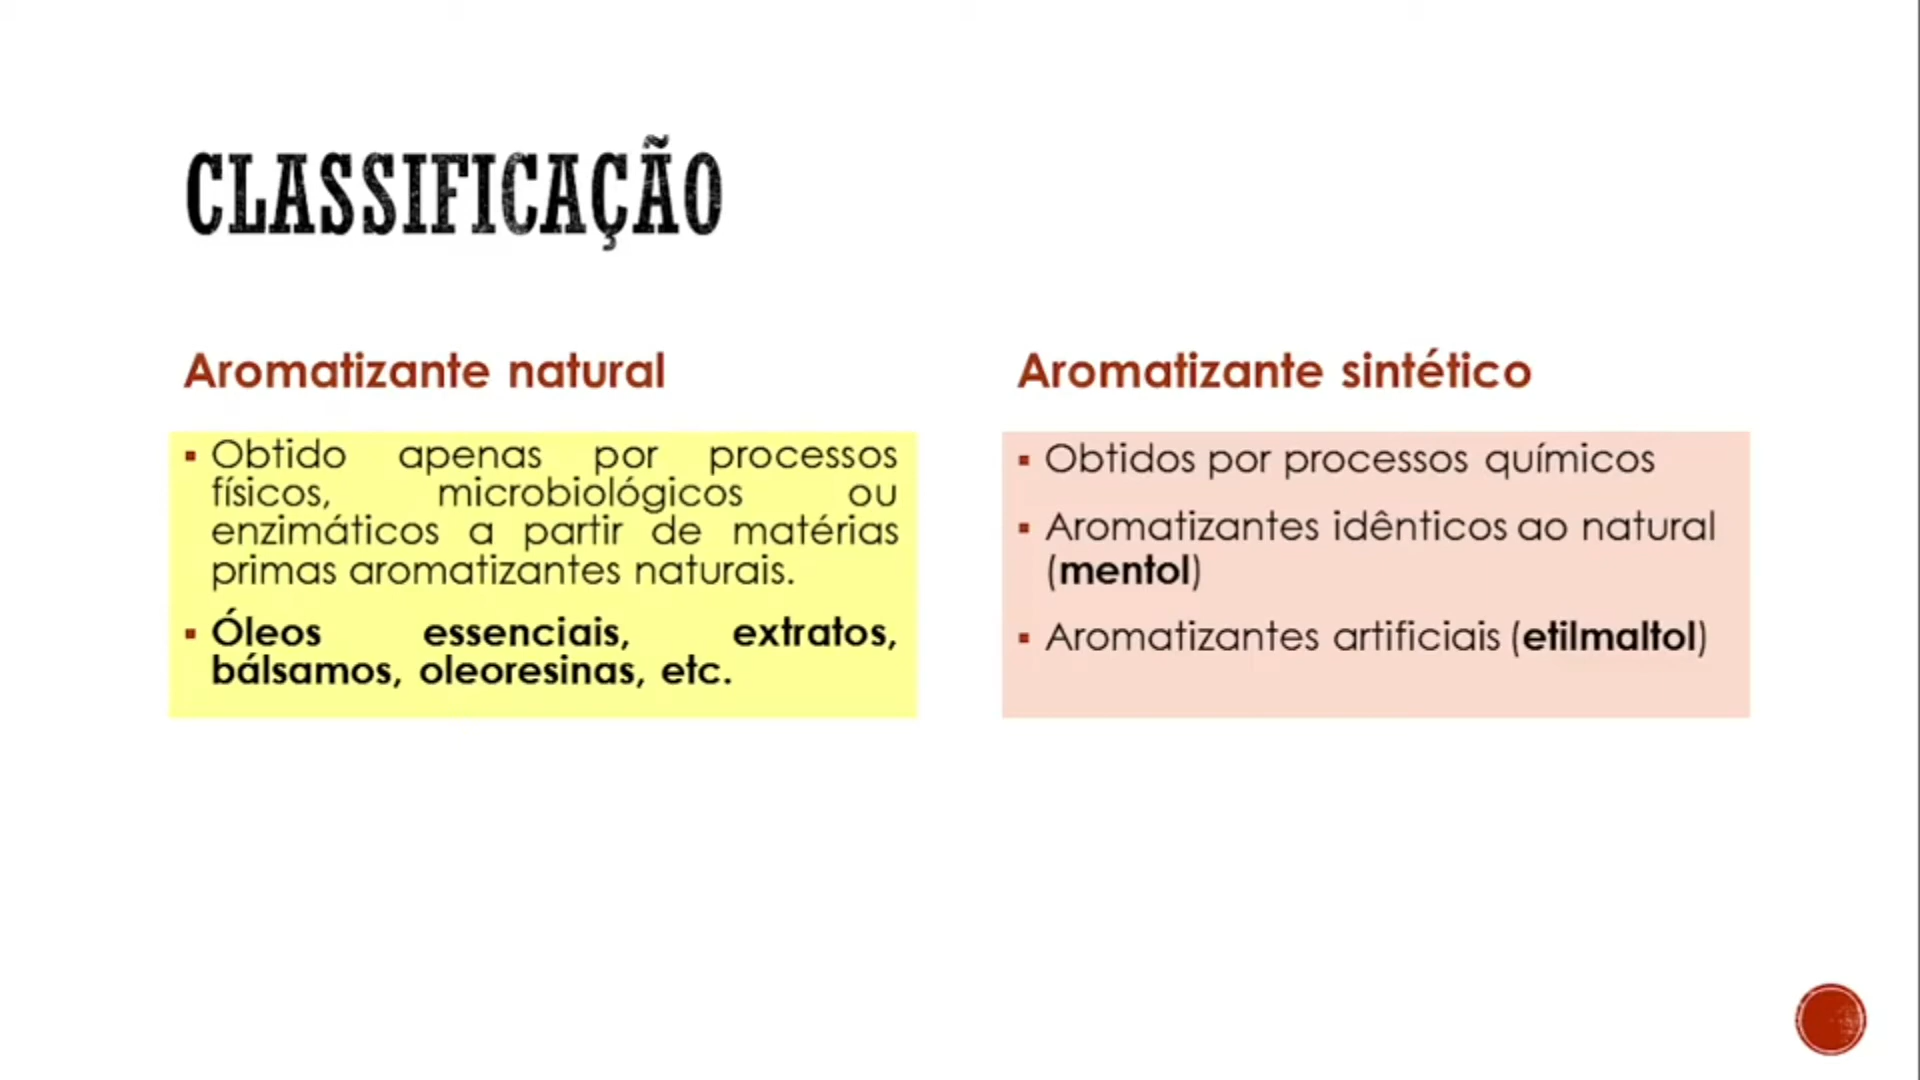 CLASSIFICAÇÃO
Aromatizante natural
▪ Obtido apenas por processos
físicos, microbiológicos ou
enzimáticos a partir de matérias
primas aromatizantes naturais.
▪ Óleos essenciais, extratos,
bálsamos, oleoresinas, etc.
Aromatizante sintético
▪ Obtidos por processos químicos
▪ Aromatizantes idênticos ao natural
(mentol)
▪ Aromatizantes artificiais (etilmaltol)